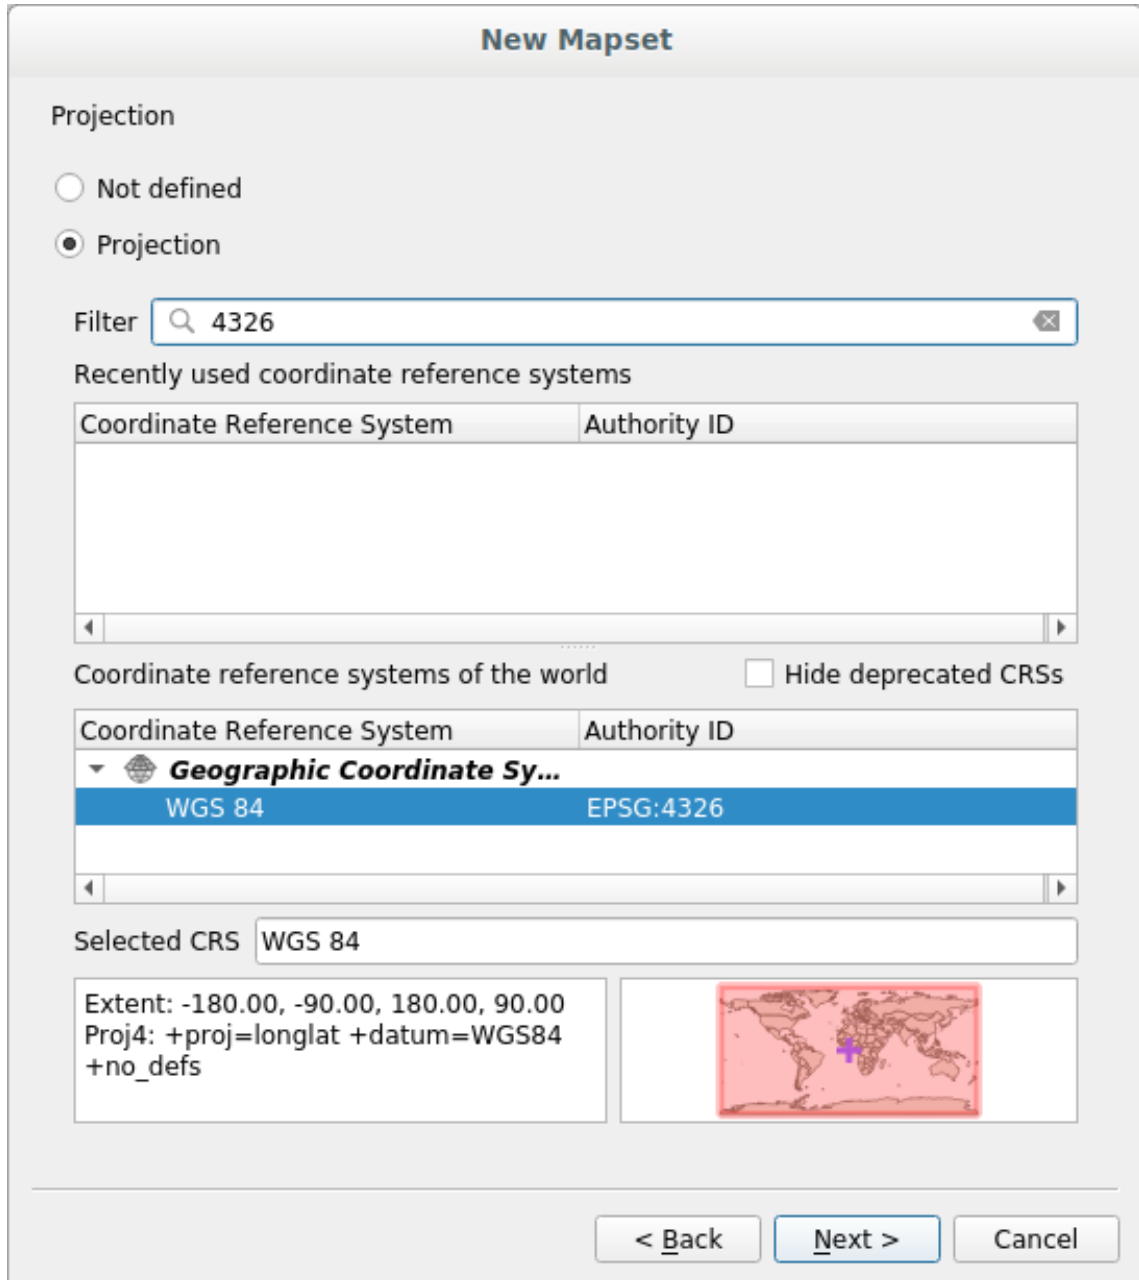 New Mapset
Projection
Not defined
Projection
Filter 4326
Recently used coordinate reference systems
Coordinate Reference System Authority ID
Coordinate reference systems of the world Hide deprecated CRSs
Coordinate Reference System Authority ID
Geographic Coordinate Sy...
WGS 84 EPSG:4326
Selected CRS WGS 84
Extent: -180.00, -90.00, 180.00, 90.00
Proj4: +proj=longlat +datum=WGS84
+no_defs
< Back Next > Cancel